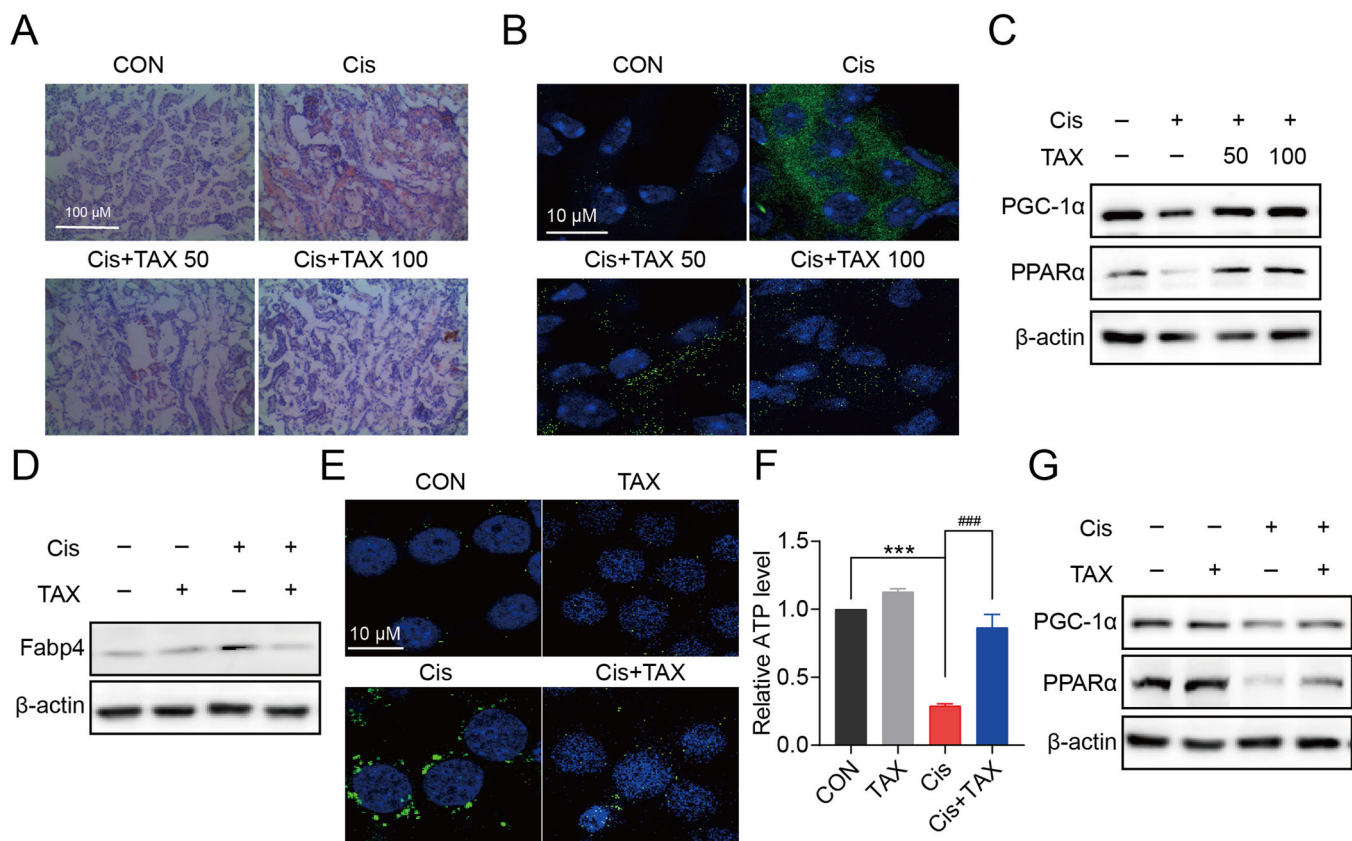 A
CON
Cis
100 μM
Cis+TAX 50
Cis+TAX 100
B
CON
Cis
10 μM
Cis+TAX 50
Cis+TAX 100
C
Cis – + + +
TAX – – 50 100
PGC-1α
PPARα
β-actin
D
Cis – – + +
TAX – + – +
Fabp4
β-actin
E
CON
TAX
10 μM
Cis
Cis+TAX
F
Relative ATP level
1.5
1.0
0.5
0.0
***
###
CON
TAX
Cis
Cis+TAX
G
Cis – – + +
TAX – + – +
PGC-1α
PPARα
β-actin